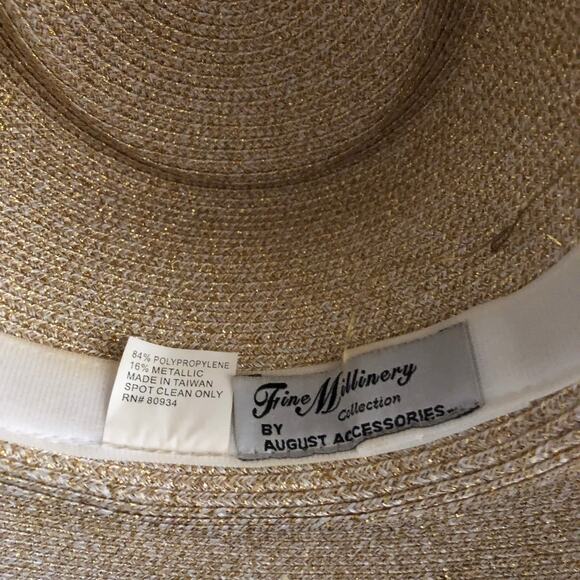 84% POLYPROPYLENE
16% METALLIC
MADE IN TAIWAN
SPOT CLEAN ONLY
RN# 80934
Fine Millinery
Collection
BY
AUGUST ACCESSORIES